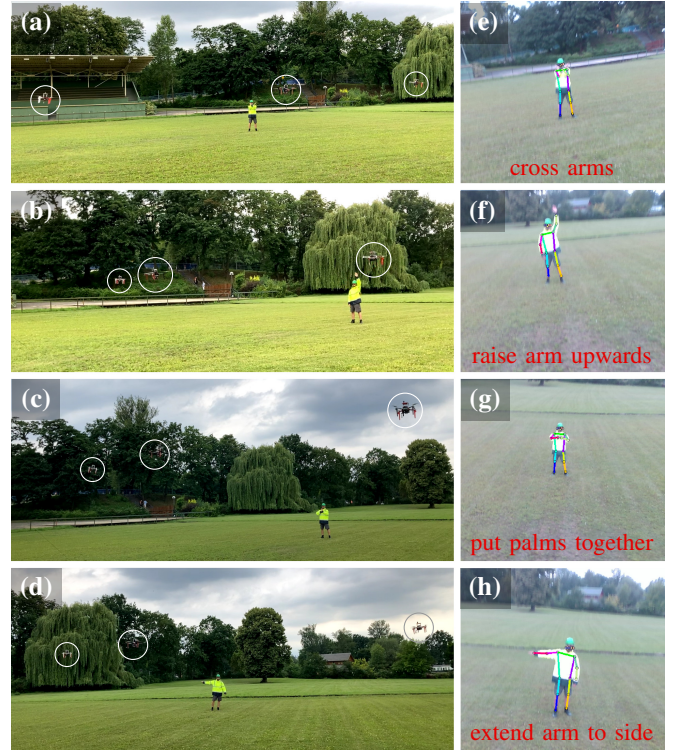 (a)
(e)
cross arms
(b)
(f)
raise arm upwards
(c)
(g)
put palms together
(d)
(h)
extend arm to side